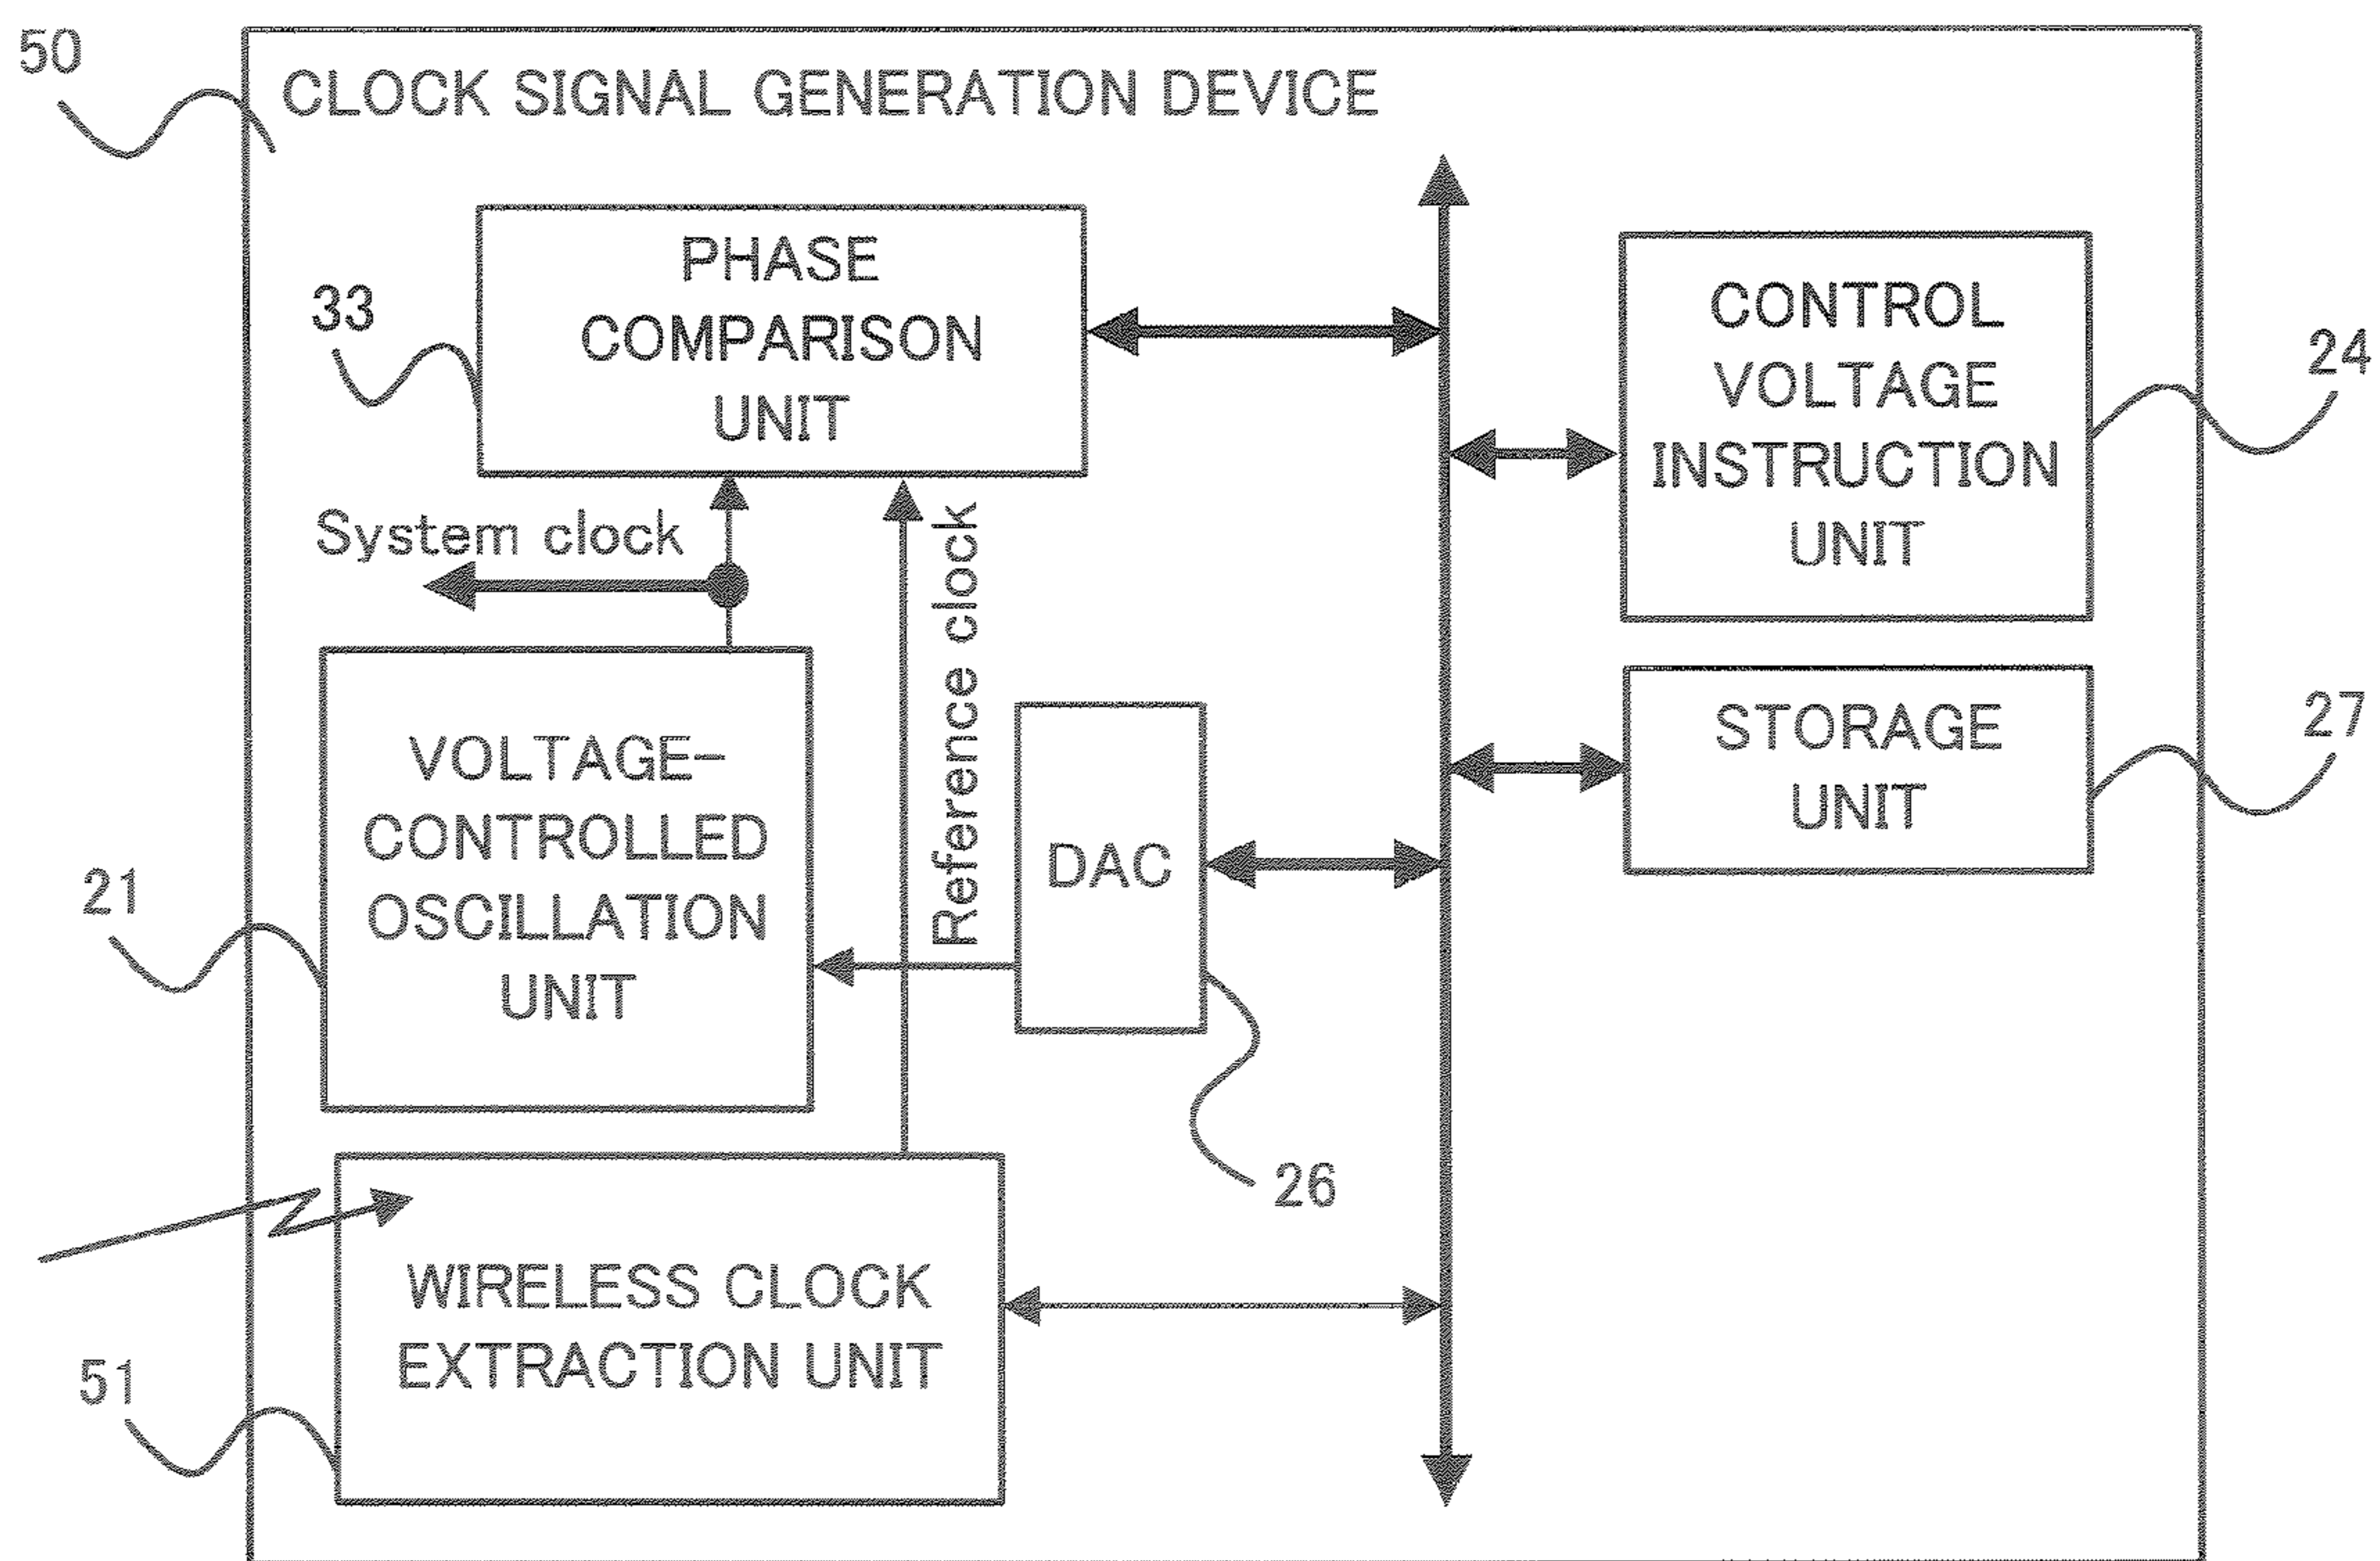 50
CLOCK SIGNAL GENERATION DEVICE
33
PHASE
COMPARISON
UNIT
CONTROL
VOLTAGE
INSTRUCTION
UNIT
24
System clock
Reference clock
STORAGE
UNIT
27
21
VOLTAGE-
CONTROLLED
OSCILLATION
UNIT
DAC
26
51
WIRELESS CLOCK
EXTRACTION UNIT